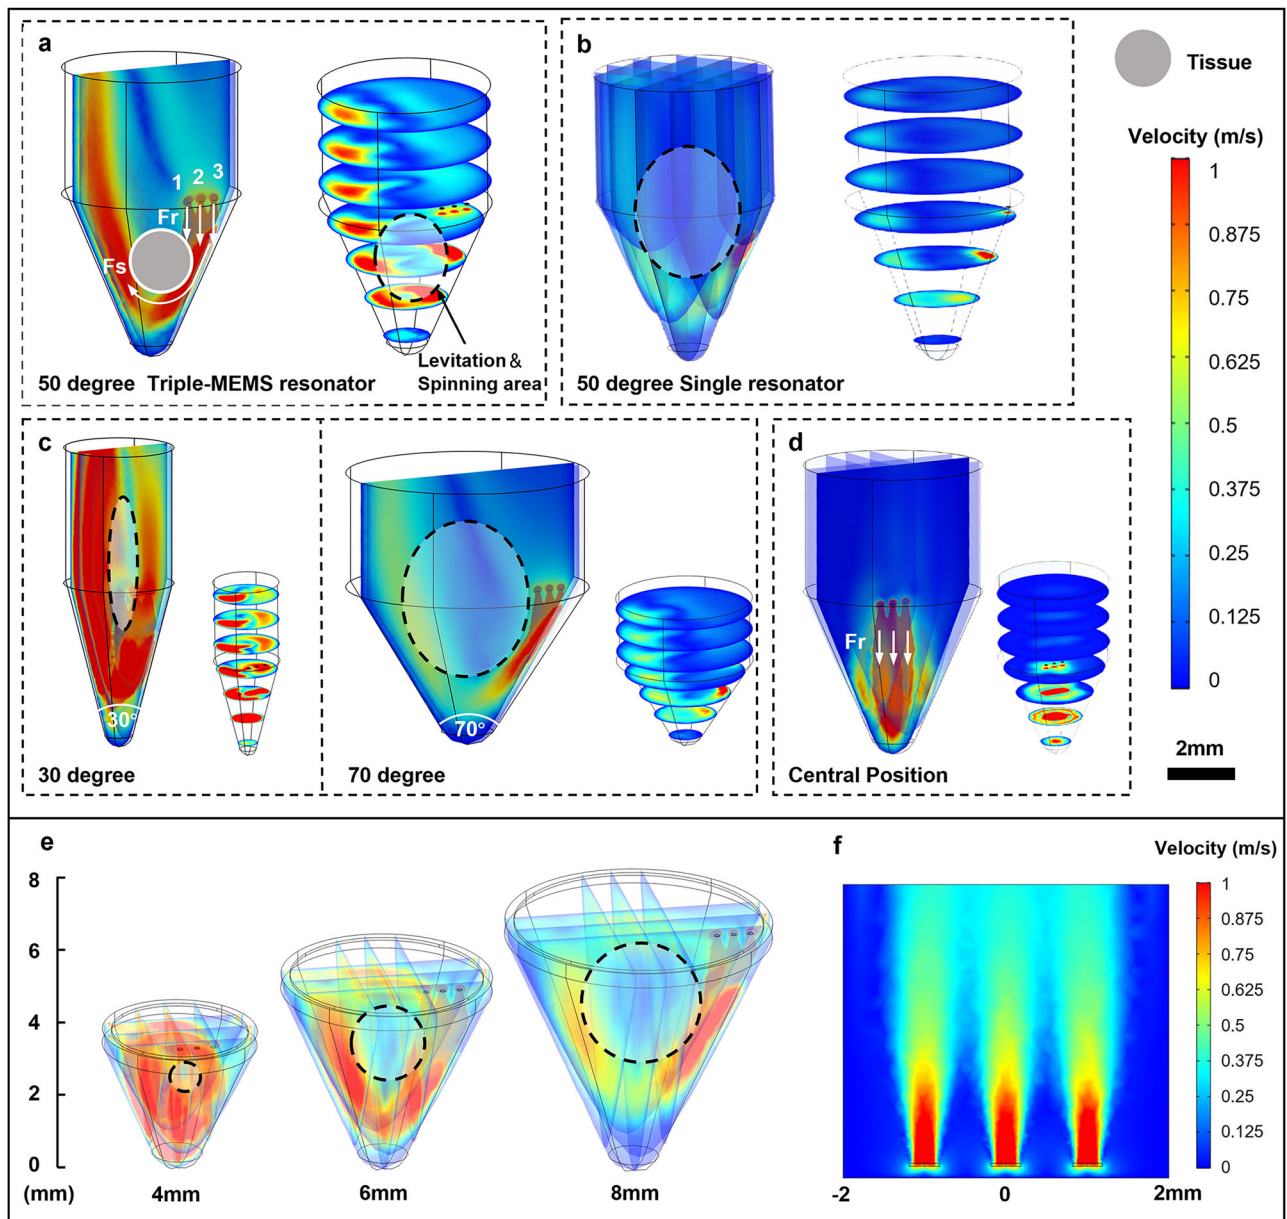 a
1 2 3
Fr
Fs
Levitation &
Spinning area
50 degree Triple-MEMS resonator
b
50 degree Single resonator
Tissue
Velocity (m/s)
1
0.875
0.75
0.625
0.5
0.475
0.25
0.125
0
2mm
c
30°
30 degree
70°
70 degree
d
Fr
Central Position
e
8
6
4
2
0
(mm)
4mm
6mm
8mm
f
Velocity (m/s)
1
0.875
0.75
0.625
0.5
0.375
0.25
0.125
0
-2
0
2mm